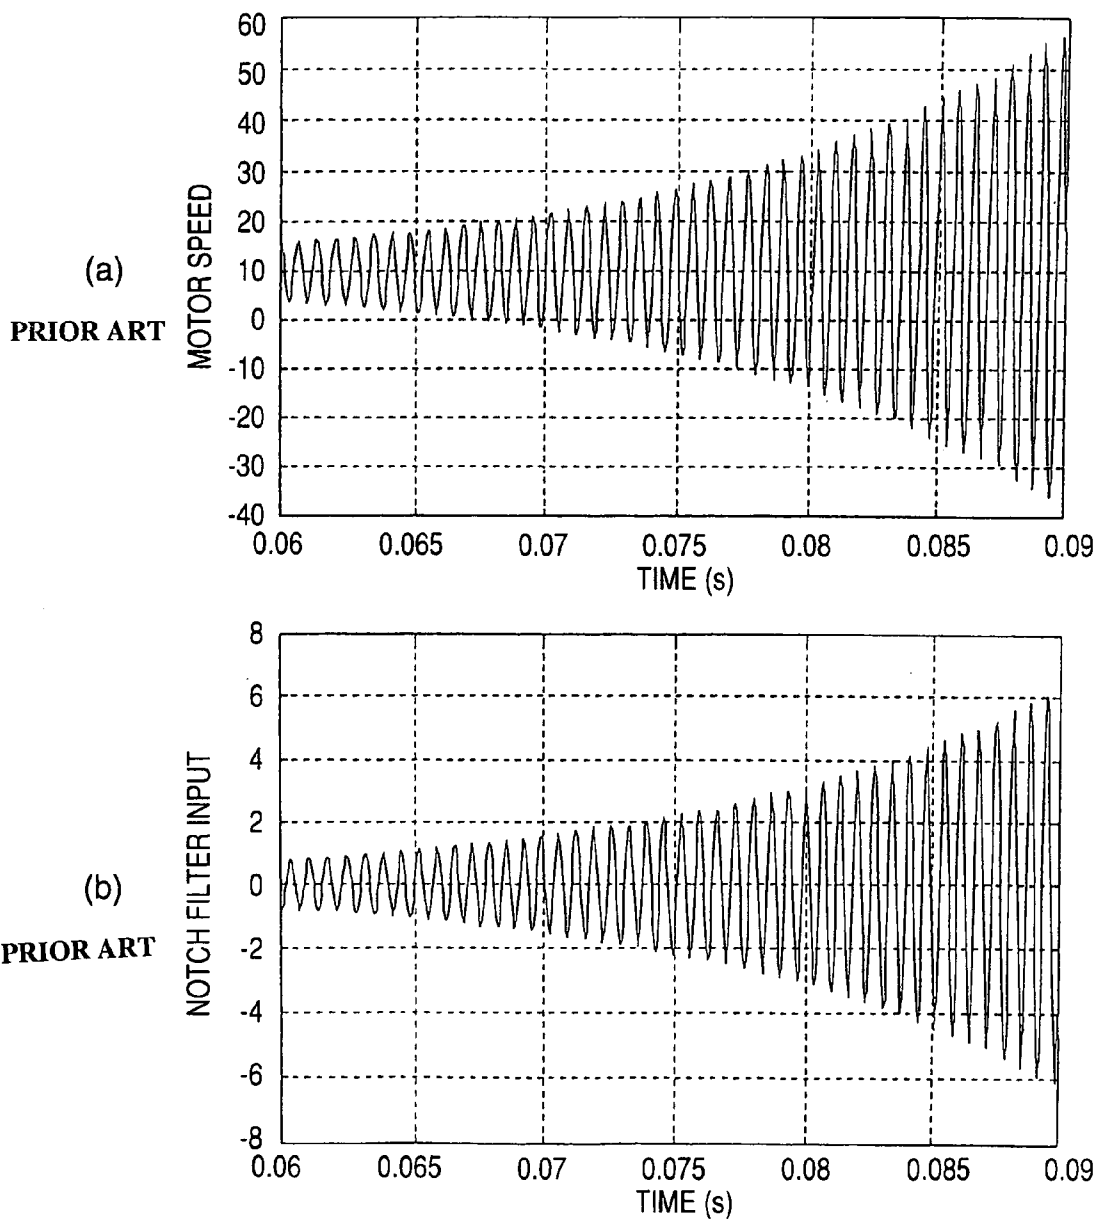 60
50
40
30
20
10
0
-10
-20
-30
-40
MOTOR SPEED
(a)
PRIOR ART
0.06 0.065 0.07 0.075 0.08 0.085 0.09
TIME (s)
8
6
4
2
0
-2
-4
-6
-8
NOTCH FILTER INPUT
(b)
PRIOR ART
0.06 0.065 0.07 0.075 0.08 0.085 0.09
TIME (s)